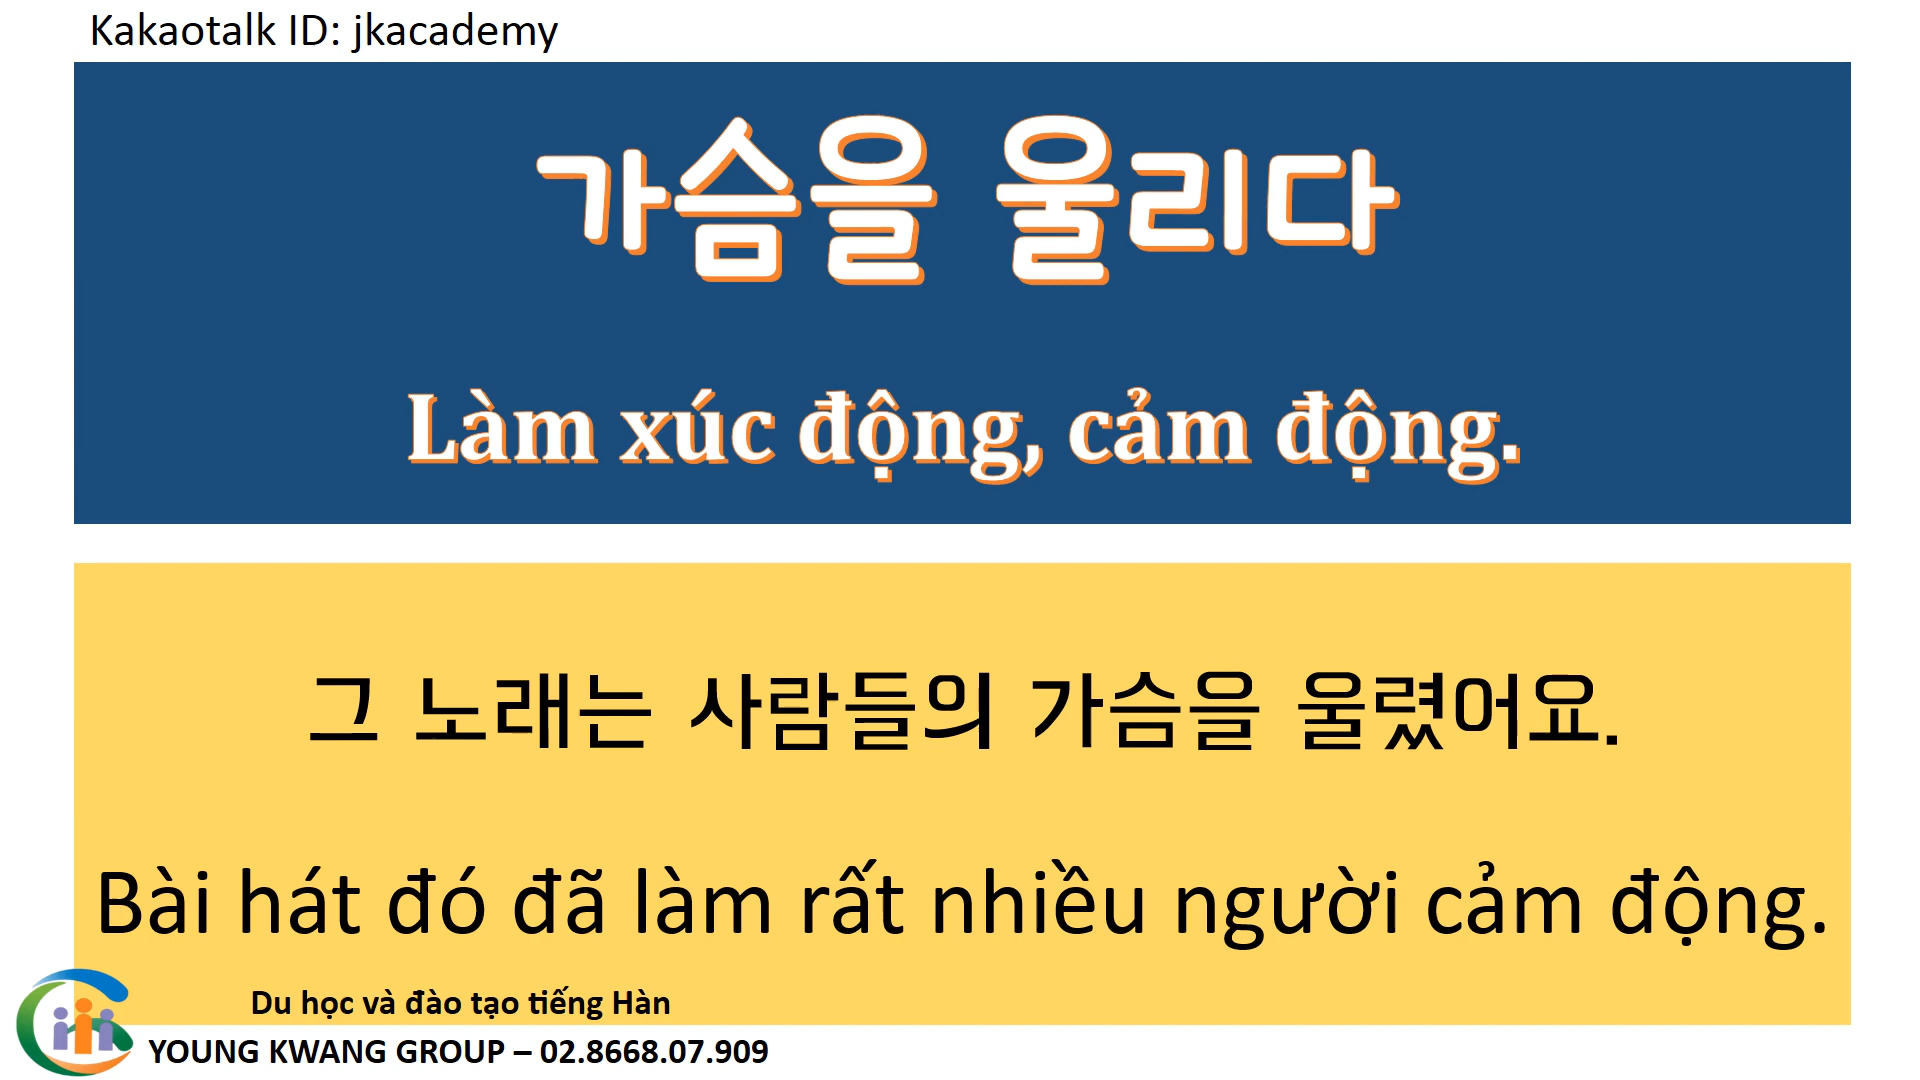 Kakaotalk ID: jkacademy
가슴을 울리다
Làm xúc động, cảm động.
그 노래는 사람들의 가슴을 울렸어요.
Bài hát đó đã làm rất nhiều người cảm động.
Du học và đào tạo tiếng Hàn
YOUNG KWANG GROUP – 02.8668.07.909